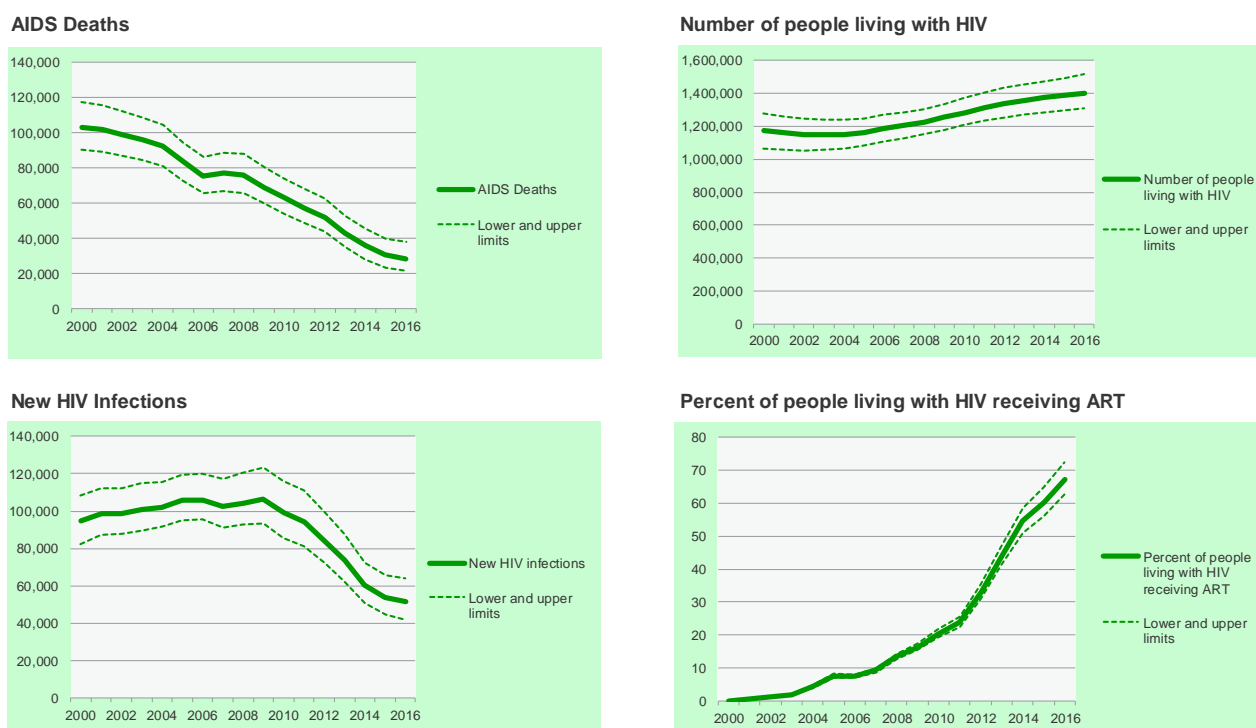 AIDS Deaths
140,000
120,000
100,000
80,000
60,000
40,000
20,000
0
2000 2002 2004 2006 2008 2010 2012 2014 2016
AIDS Deaths
Lower and upper
limits
Number of people living with HIV
1,600,000
1,400,000
1,200,000
1,000,000
800,000
600,000
400,000
200,000
0
2000 2002 2004 2006 2008 2010 2012 2014 2016
Number of people
living with HIV
Lower and upper
limits
New HIV Infections
140,000
120,000
100,000
80,000
60,000
40,000
20,000
0
2000 2002 2004 2006 2008 2010 2012 2014 2016
New HIV infections
Lower and upper
limits
Percent of people living with HIV receiving ART
80
70
60
50
40
30
20
10
0
2000 2002 2004 2006 2008 2010 2012 2014 2016
Percent of people
living with HIV
receiving ART
Lower and upper
limits